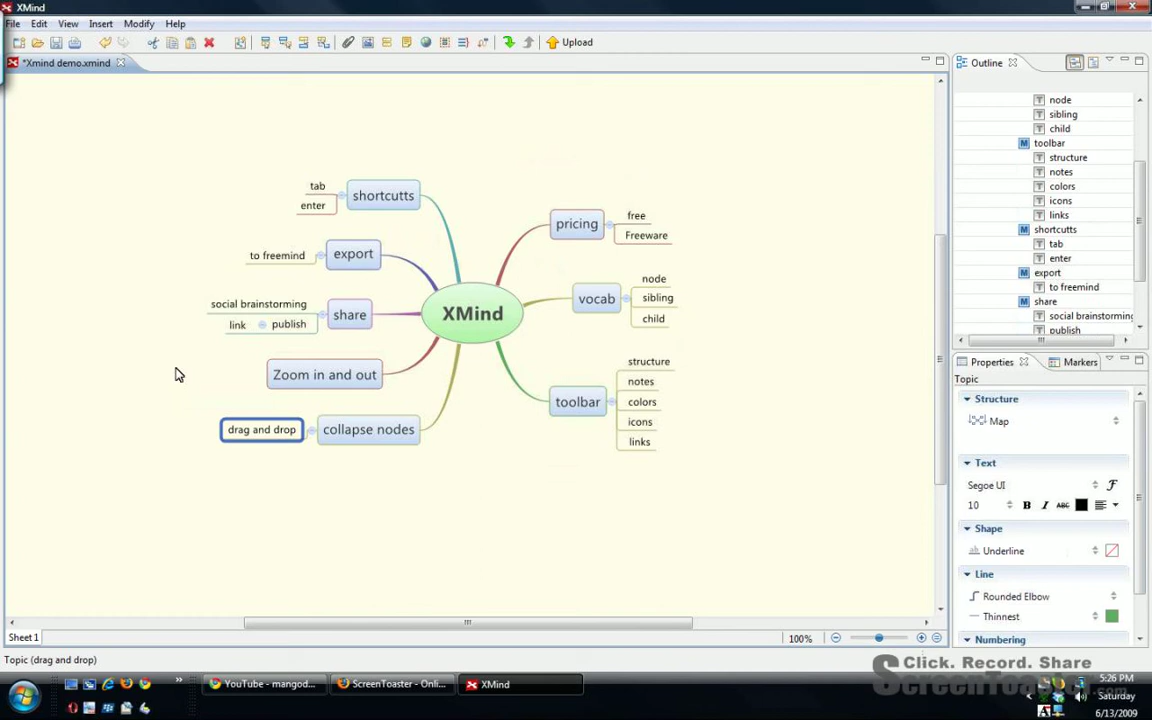 XMind
File Edit View Insert Modify Help
Upload
*Xmind demo.xmind
Outline
node
sibling
child
toolbar
structure
notes
colors
icons
links
shortcutts
tab
enter
export
to freemind
share
social brainstorming
publish
tab
enter
shortcutts
to freemind
export
social brainstorming
link
publish
share
Zoom in and out
drag and drop
collapse nodes
XMind
pricing
free
Freeware
vocab
node
sibling
child
toolbar
structure
notes
colors
icons
links
Properties
Markers
Topic
Structure
Map
Text
Segoe UI
10
B I ABC
Shape
Underline
Line
Rounded Elbow
Thinnest
Numbering
Sheet 1
100%
Topic (drag and drop)
Click. Record. Share
ScreenToaster.com
YouTube - mangod...
ScreenToaster - Onli...
XMind
5:26 PM
Saturday
6/13/2009